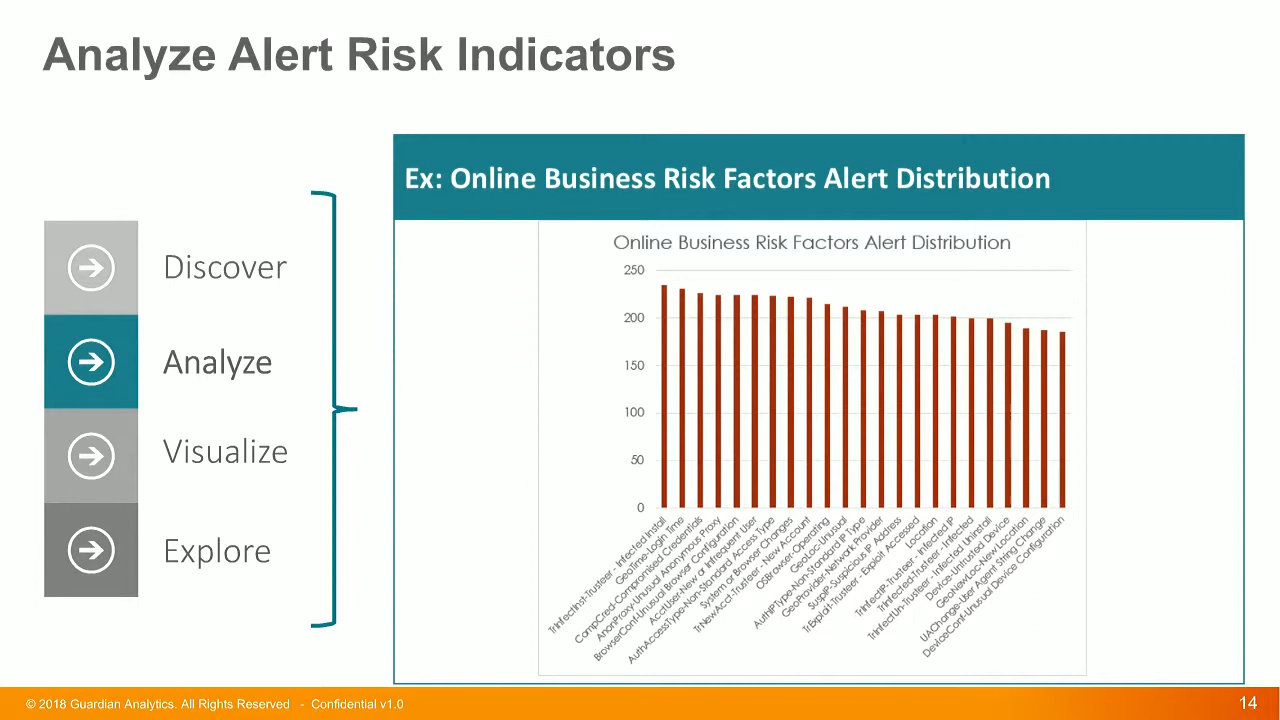 Analyze Alert Risk Indicators
Discover
Analyze
Visualize
Explore
Ex: Online Business Risk Factors Alert Distribution
Online Business Risk Factors Alert Distribution
250
200
150
100
50
0
TrInfectInst-Trusteer - Infected Install
GeoTime-Login Time
CompCred-Compromised Credentials
AnonProxy-Unusual Anonymous Proxy
BrowserConf-Unusual Browser Configuration
AcctUser-New or Infrequent User
AuthAccessType-Non-Standard Access Type
System or Browser Changes
TrNewAcct-Trusteer - New Account
OSBrowser-Operating
GeoLoc-Unusual
AuthIPType-Non-Standard IP Type
GeoProvider-Network Provider
SuspIP-Suspicious IP Address
TrExploit-Trusteer - Exploit Accessed
Location
TrInfectIP-Trusteer - Infected IP
TrInfected-Trusteer - Infected
TrInfectUn-Trusteer - Infected Uninstall
Device-Untrusted Device
GeoNewLoc-New Location
UAChange-User Agent String Change
DeviceConf-Unusual Device Configuration
© 2018 Guardian Analytics. All Rights Reserved - Confidential v1.0
14